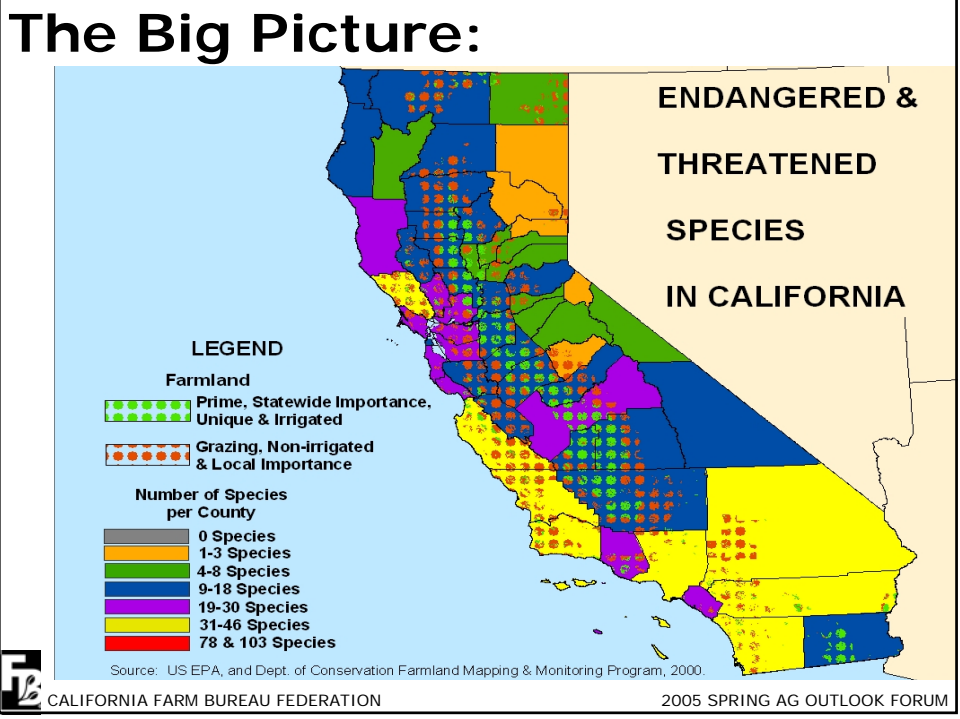 The Big Picture:
ENDANGERED &
THREATENED
SPECIES
IN CALIFORNIA
LEGEND
Farmland
Prime, Statewide Importance,
Unique & Irrigated
Grazing, Non-irrigated
& Local Importance
Number of Species
per County
0 Species
1-3 Species
4-8 Species
9-18 Species
19-30 Species
31-46 Species
78 & 103 Species
Source: US EPA, and Dept. of Conservation Farmland Mapping & Monitoring Program, 2000.
CALIFORNIA FARM BUREAU FEDERATION
2005 SPRING AG OUTLOOK FORUM